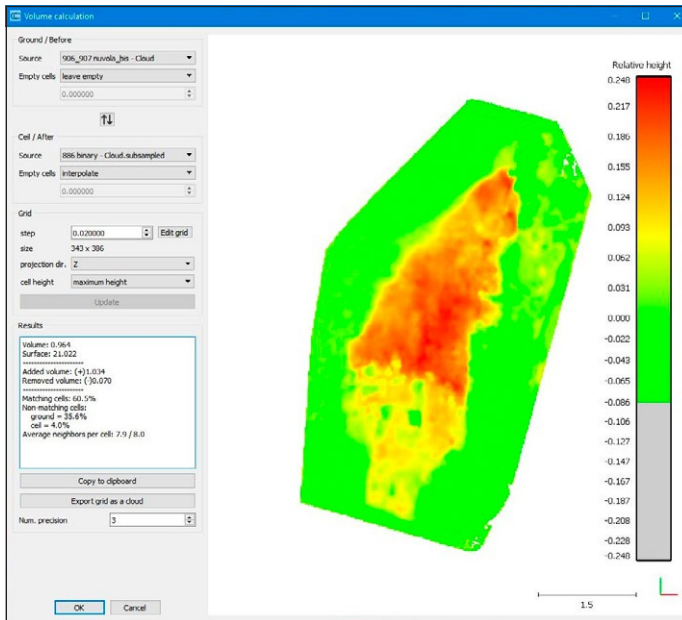 Volume calculation
Ground / Before
Source 906_907 nuvola_bis - Cloud
Empty cells leave empty
0.000000
Cell / After
Source 886 binary - Cloud.subsampled
Empty cells interpolate
0.000000
Grid
step 0.020000 Edit grid
size 343 x 386
projection dir. Z
cell height maximum height
Update
Results
Volume: 0.964
Surface: 21.022
----------------------
Added volume: (+)1.034
Removed volume: (-)0.070
----------------------
Matching cells: 60.5%
Non-matching cells:
ground = 35.6%
cell = 4.0%
Average neighbors per cell: 7.9 / 8.0
Copy to clipboard
Export grid as a cloud
Num. precision 3
OK Cancel
Relative height
0.248
0.217
0.186
0.155
0.124
0.093
0.062
0.031
0.000
-0.022
-0.043
-0.065
-0.086
-0.106
-0.127
-0.147
-0.167
-0.187
-0.208
-0.228
-0.248
1.5